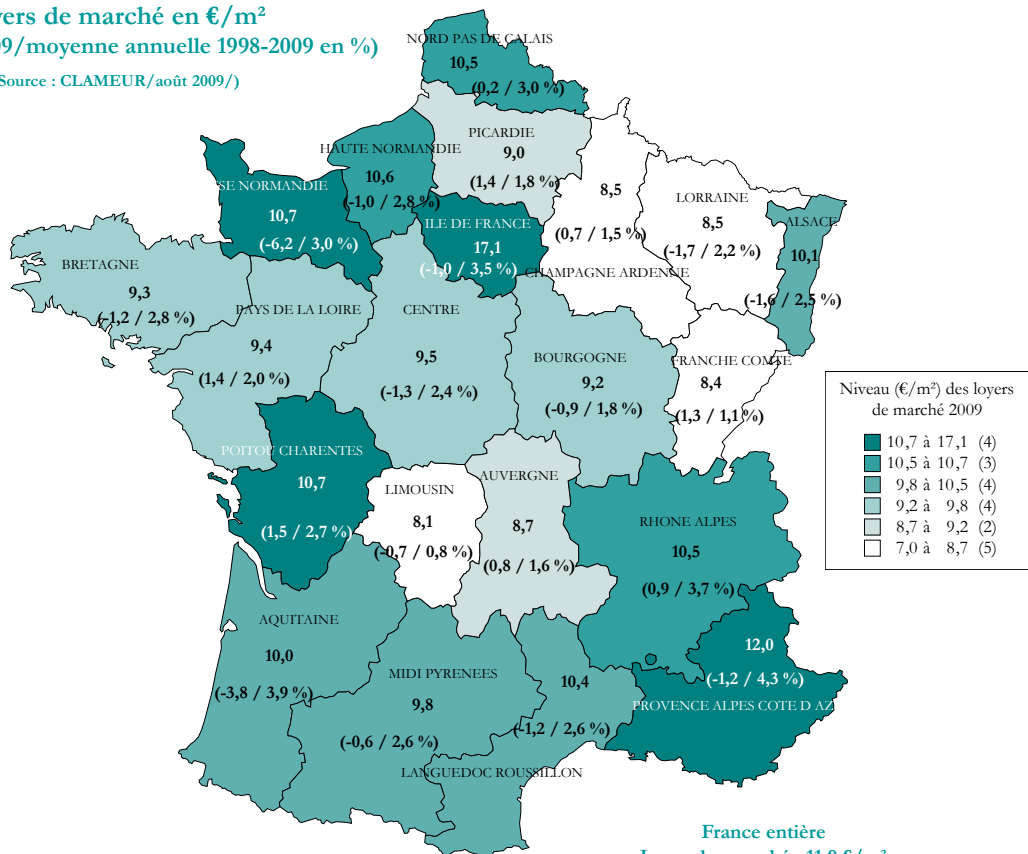 yers de marché en €/m²
09/moyenne annuelle 1998-2009 en %)
Source : CLAMEUR/août 2009/)
NORD PAS DE CALAIS
10,5
(0,2 / 3,0 %)
PICARDIE
9,0
(1,4 / 1,8 %)
HAUTE NORMANDIE
10,6
(-1,0 / 2,8 %)
SE NORMANDIE
10,7
(-6,2 / 3,0 %)
ILE DE FRANCE
17,1
(-1,0 / 3,5 %)
8,5
(0,7 / 1,5 %)
CHAMPAGNE ARDENNE
LORRAINE
8,5
(-1,7 / 2,2 %)
ALSACE
10,1
(-1,6 / 2,5 %)
BRETAGNE
9,3
(-1,2 / 2,8 %)
PAYS DE LA LOIRE
9,4
(1,4 / 2,0 %)
CENTRE
9,5
(-1,3 / 2,4 %)
BOURGOGNE
9,2
(-0,9 / 1,8 %)
FRANCHE COMTE
8,4
(1,3 / 1,1 %)
Niveau (€/m²) des loyers
de marché 2009
10,7 à 17,1 (4)
10,5 à 10,7 (3)
9,8 à 10,5 (4)
9,2 à 9,8 (4)
8,7 à 9,2 (2)
7,0 à 8,7 (5)
POITOU CHARENTES
10,7
(1,5 / 2,7 %)
LIMOUSIN
8,1
(-0,7 / 0,8 %)
AUVERGNE
8,7
(0,8 / 1,6 %)
RHONE ALPES
10,5
(0,9 / 3,7 %)
AQUITAINE
10,0
(-3,8 / 3,9 %)
MIDI PYRENEES
9,8
(-0,6 / 2,6 %)
10,4
(-1,2 / 2,6 %)
LANGUEDOC ROUSSILLON
12,0
(-1,2 / 4,3 %)
PROVENCE ALPES COTE D AZ
France entière